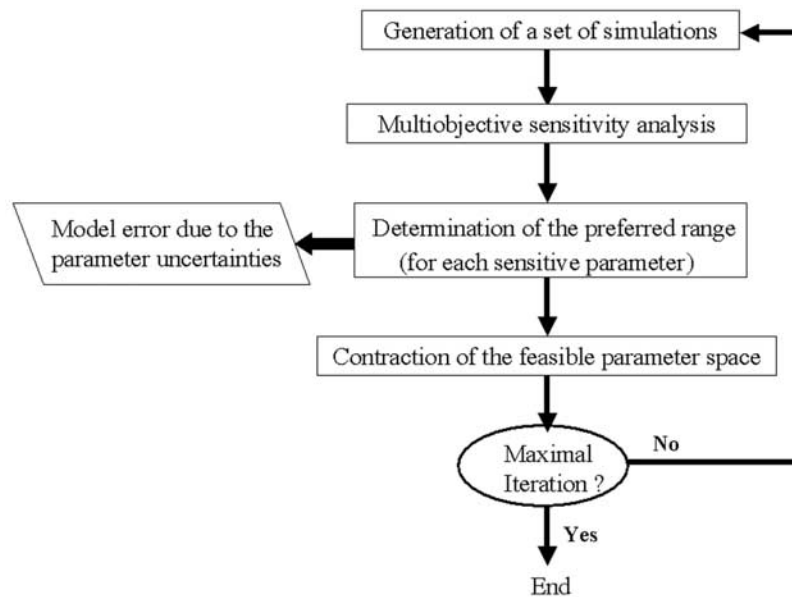 Generation of a set of simulations
Multiobjective sensitivity analysis
Model error due to the
parameter uncertainties
Determination of the preferred range
(for each sensitive parameter)
Contraction of the feasible parameter space
Maximal
Iteration ?
No
Yes
End